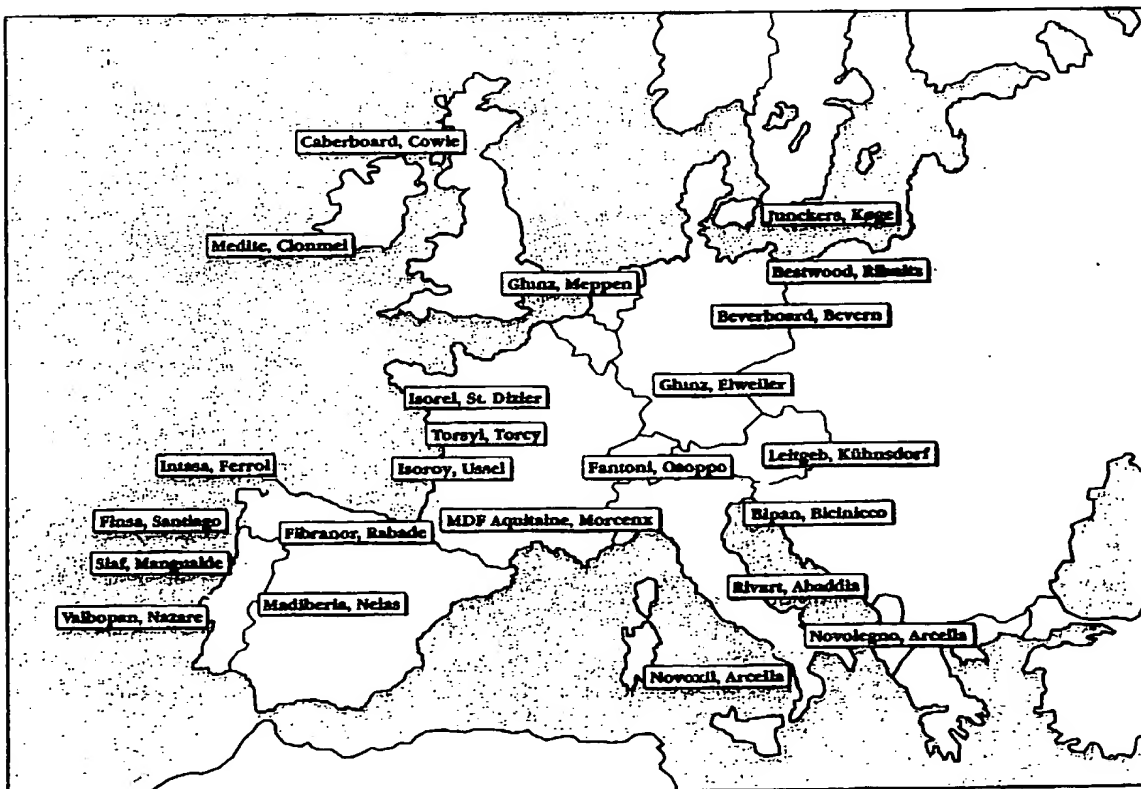 Caberboard, Cowie
Junckers, Køge
Medite, Clonmel
Bestwood, Ribnitz
Glunz, Meppen
Beverboard, Bevern
Glunz, Eiweiler
Isorel, St. Dizier
Torsyl, Torcy
Leitgeb, Kühnsdorf
Intasa, Ferrol
Isoroy, Ussel
Fantoni, Osoppo
Bipan, Bicinicco
Finsa, Santiago
MDF Aquitaine, Morcenx
Fibranor, Rabade
Siaf, Mangualde
Rivart, Abaddia
Madiberia, Nelas
Valbopan, Nazare
Novolegno, Arcella
Novoxil, Arcella